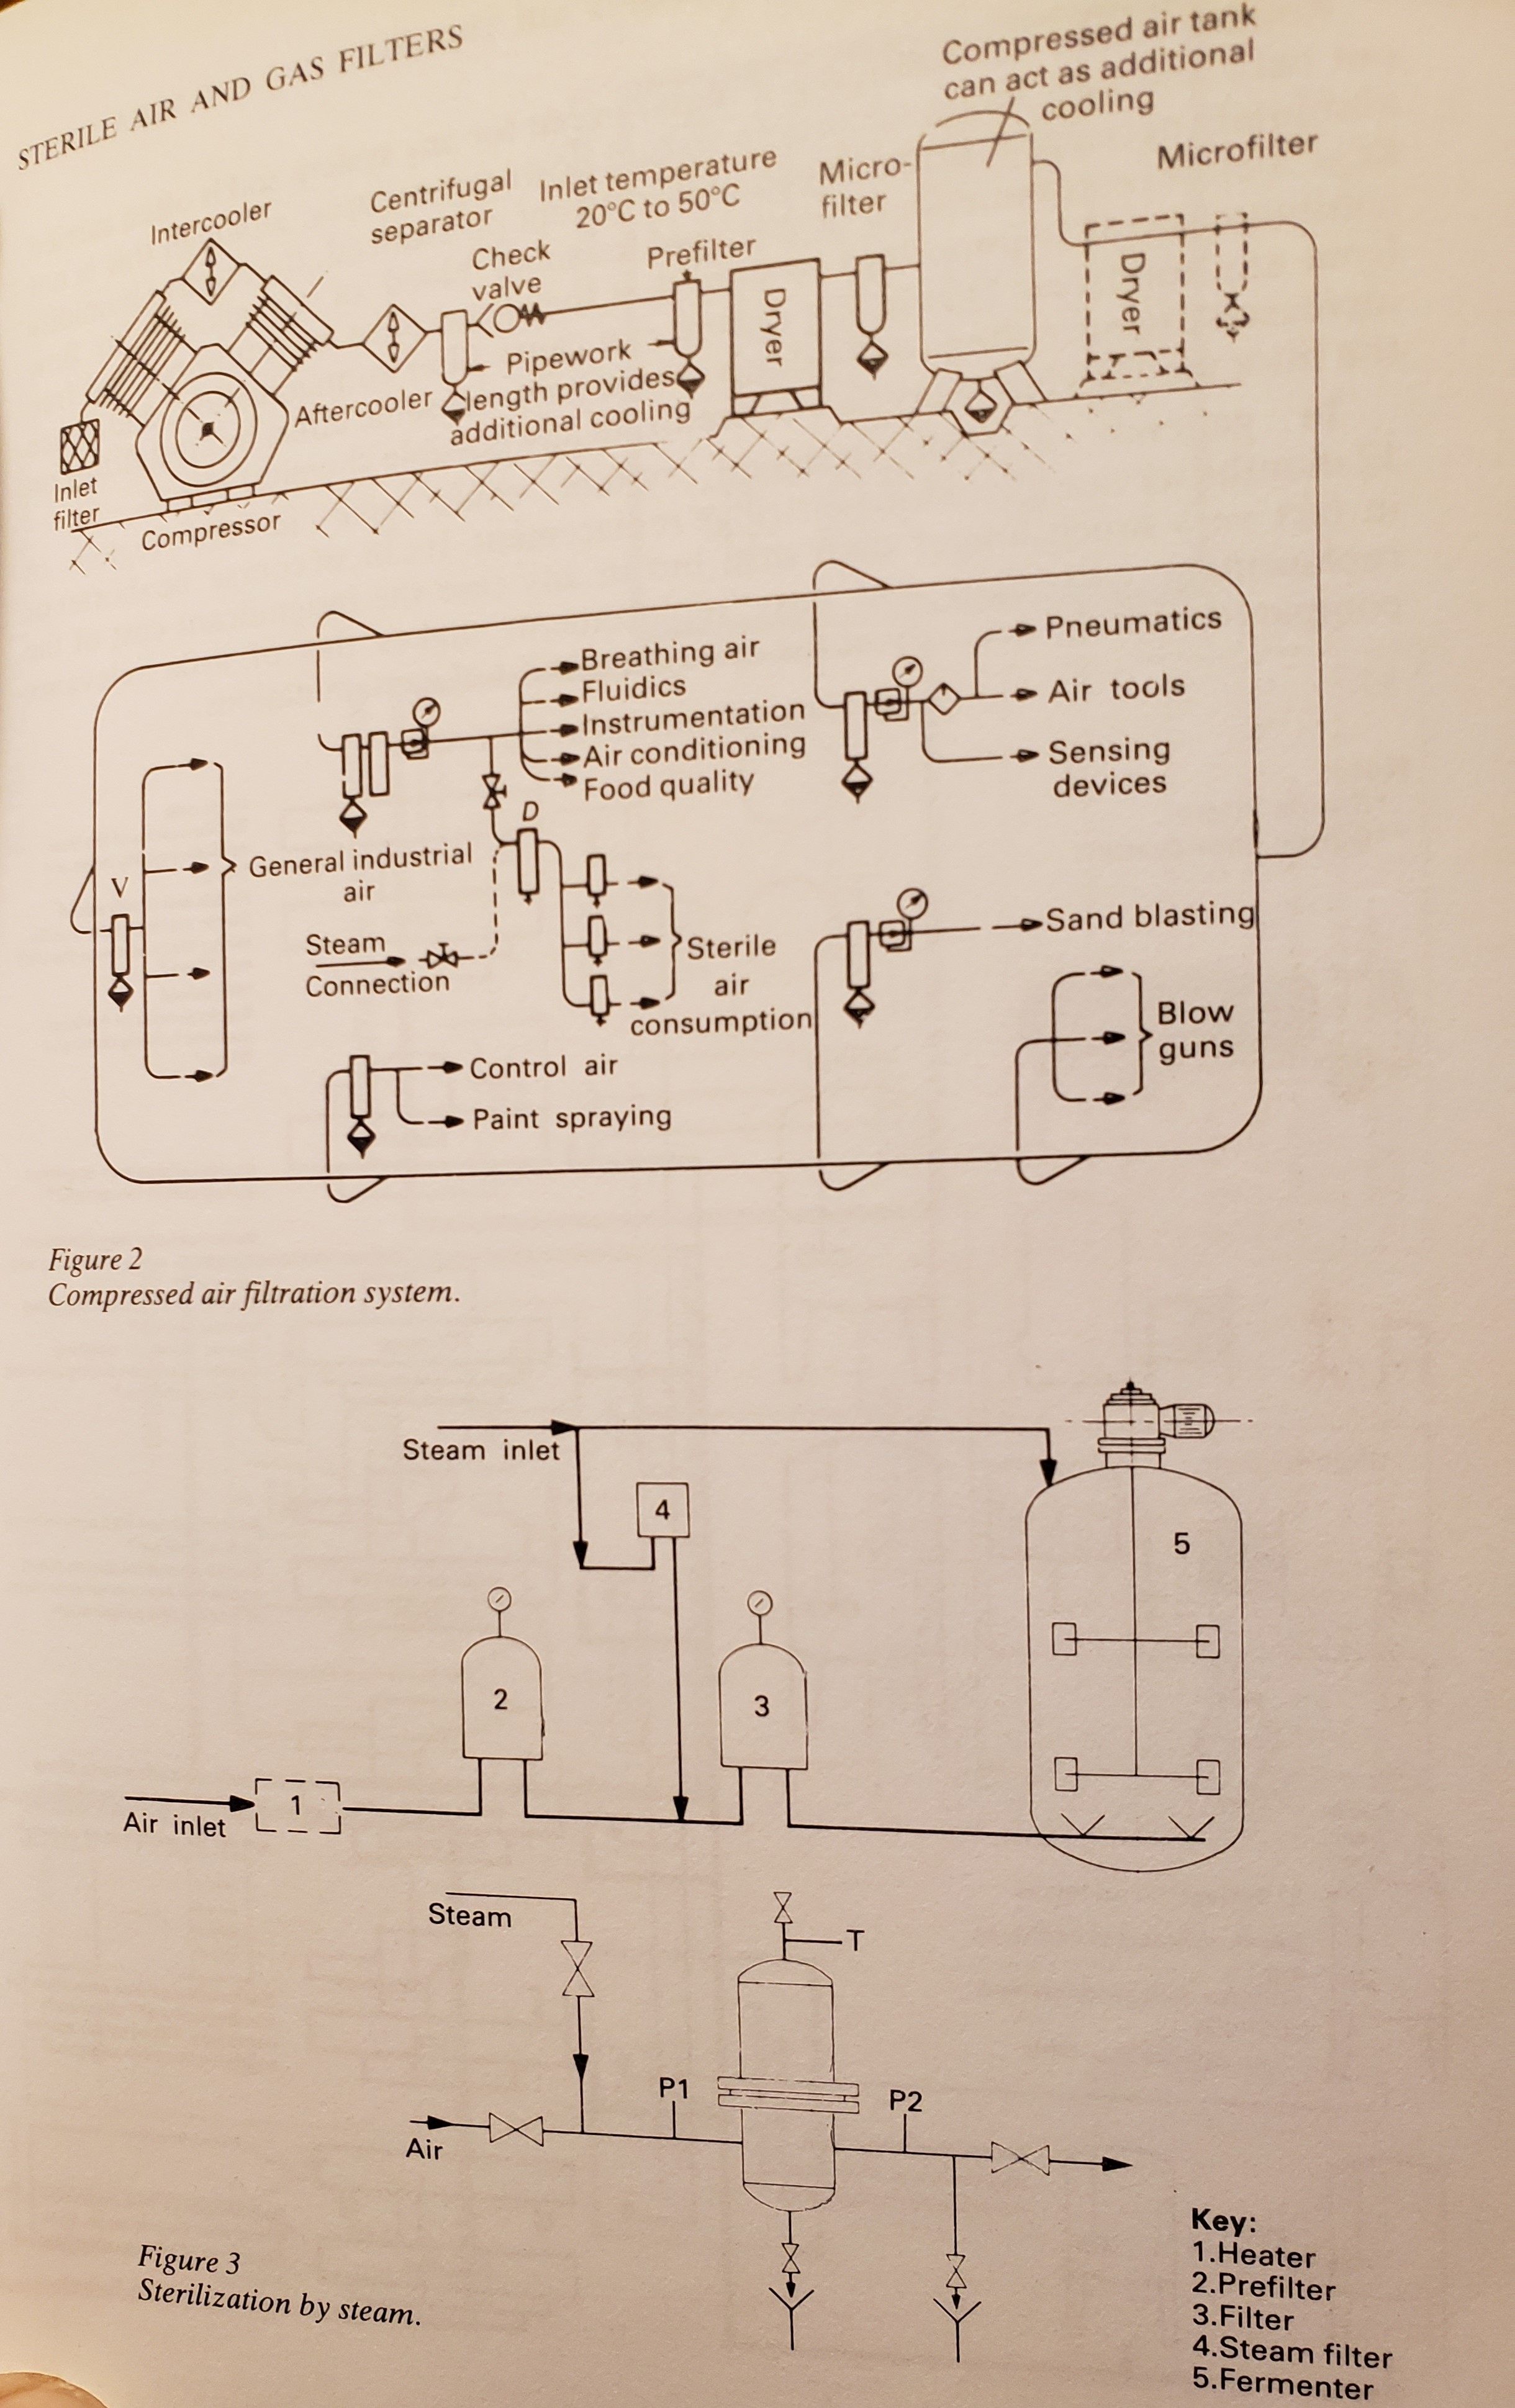 STERILE AIR AND GAS FILTERS
Compressed air tank
can act as additional
cooling
Intercooler
Centrifugal
separator
Inlet temperature
20°C to 50°C
Micro-
filter
Microfilter
Check
valve
Prefilter
Dryer
Dryer
Pipework
length provides
additional cooling
Aftercooler
Inlet
filter
Compressor
Breathing air
Fluidics
Instrumentation
Air conditioning
Food quality
Pneumatics
Air tools
Sensing
devices
D
V
General industrial
air
Steam
Connection
Sterile
air
consumption
Sand blasting
Blow
guns
Control air
Paint spraying
Figure 2
Compressed air filtration system.
Steam inlet
4
5
2
3
1
Air inlet
Steam
T
P1
P2
Air
Figure 3
Sterilization by steam.
Key:
1.Heater
2.Prefilter
3.Filter
4.Steam filter
5.Fermenter